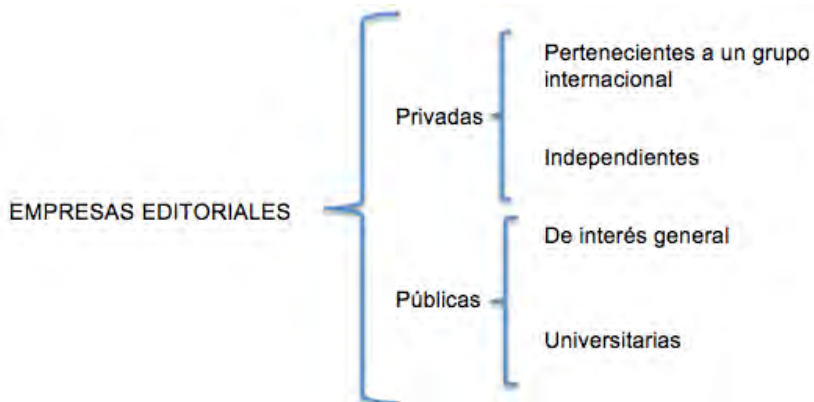 Pertenecientes a un grupo
internacional
Privadas
Independientes
EMPRESAS EDITORIALES
De interés general
Públicas
Universitarias